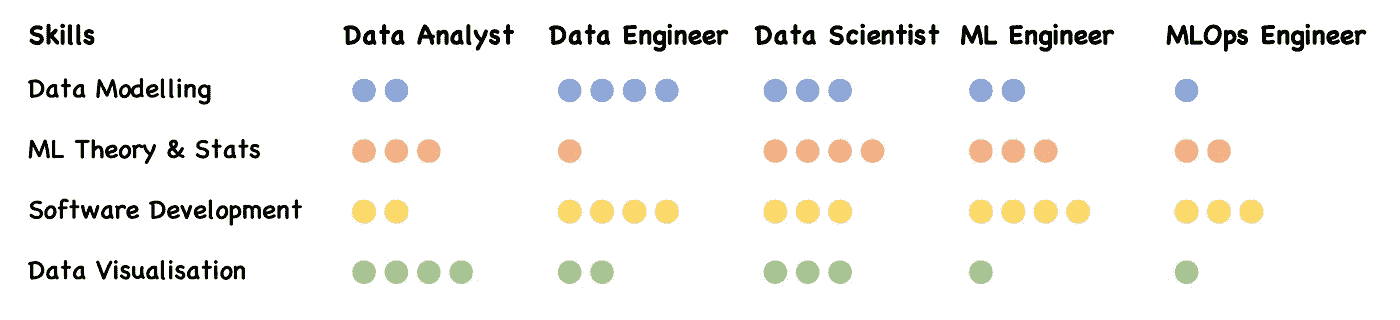 Skills Data Analyst Data Engineer Data Scientist ML Engineer MLOps Engineer
Data Modelling
ML Theory & Stats
Software Development
Data Visualisation